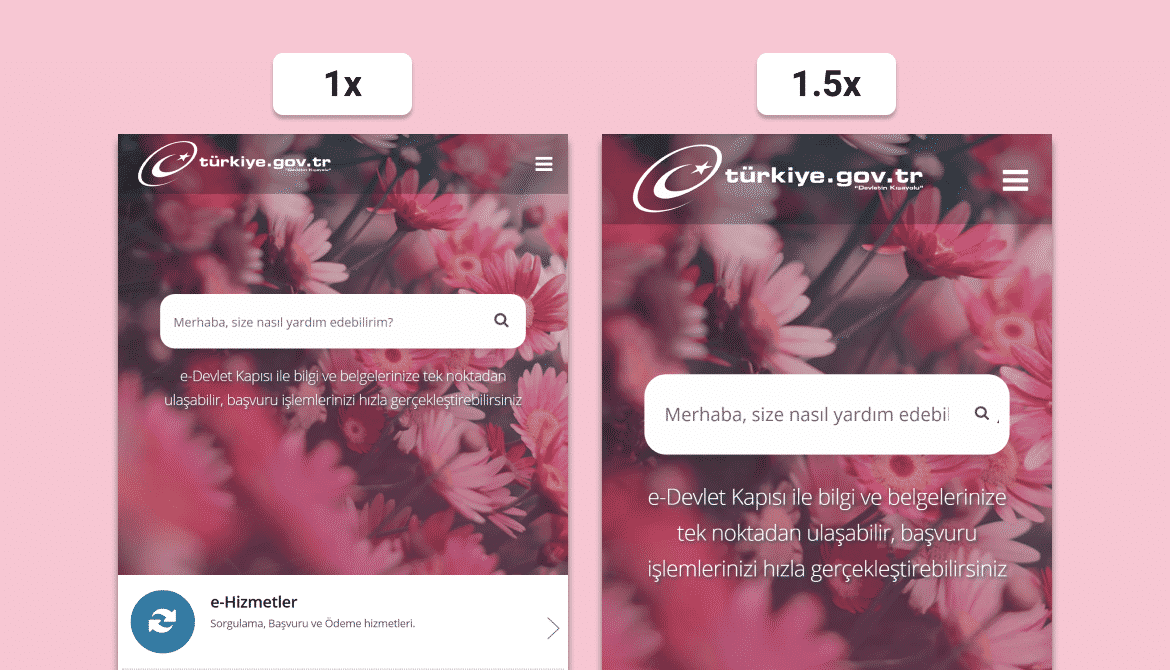 1x
türkiye.gov.tr
"Devletin Kısayolu"
Merhaba, size nasıl yardım edebilirim?
e-Devlet Kapısı ile bilgi ve belgelerinize tek noktadan
ulaşabilir, başvuru işlemlerinizi hızla gerçekleştirebilirsiniz
e-Hizmetler
Sorgulama, Başvuru ve Ödeme hizmetleri.
1.5x
türkiye.gov.tr
"Devletin Kısayolu"
Merhaba, size nasıl yardım edebil
e-Devlet Kapısı ile bilgi ve belgelerinize
tek noktadan ulaşabilir, başvuru
işlemlerinizi hızla gerçekleştirebilirsiniz